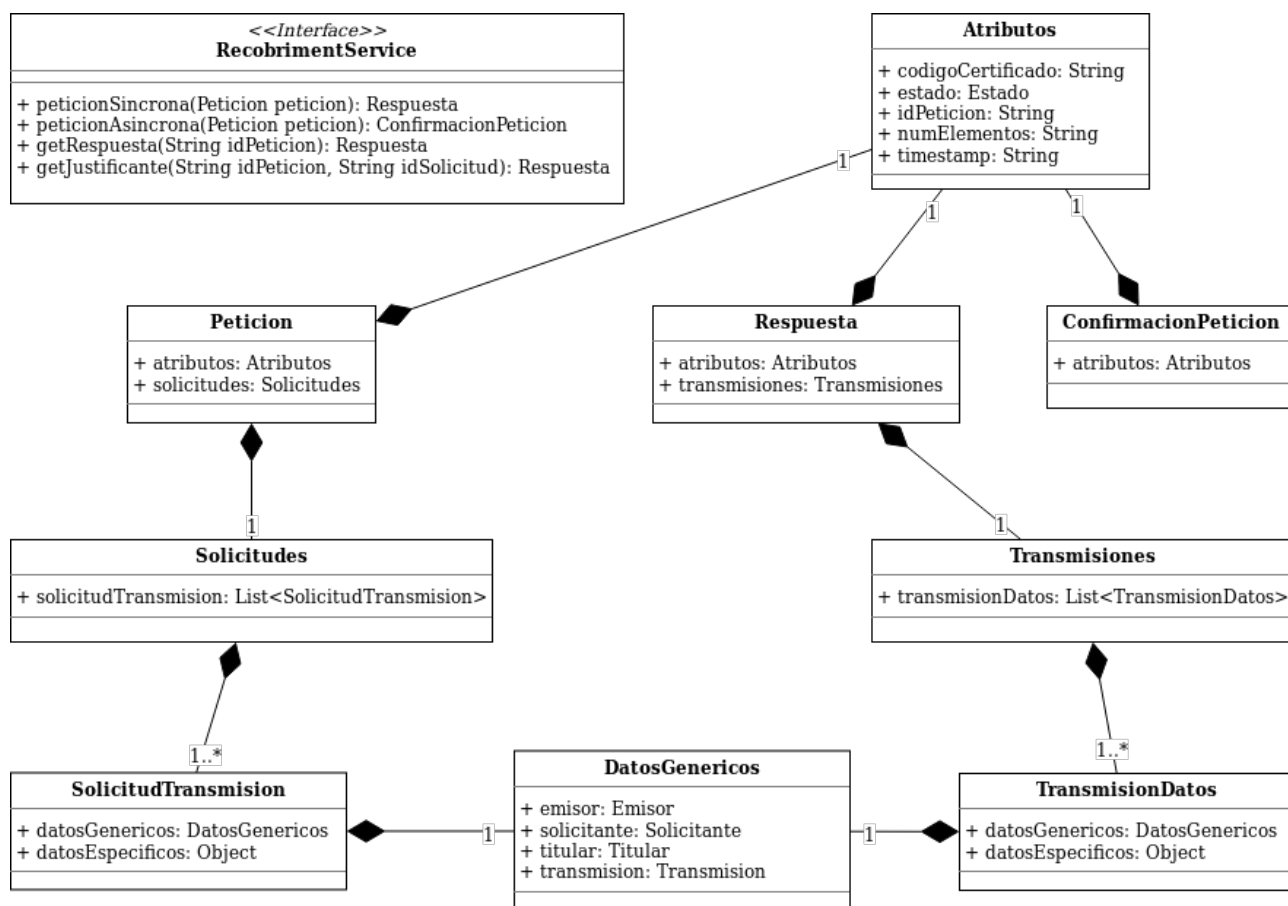 <<Interface>>
RecobrimentService
+ peticionSincrona(Peticion peticion): Respuesta
+ peticionAsincrona(Peticion peticion): ConfirmacionPeticion
+ getRespuesta(String idPeticion): Respuesta
+ getJustificante(String idPeticion, String idSolicitud): Respuesta
Atributos
+ codigoCertificado: String
+ estado: Estado
+ idPeticion: String
+ numElementos: String
+ timestamp: String
1
1
1
Peticion
+ atributos: Atributos
+ solicitudes: Solicitudes
Respuesta
+ atributos: Atributos
+ transmisiones: Transmisiones
ConfirmacionPeticion
+ atributos: Atributos
1
1
Solicitudes
+ solicitudTransmision: List<SolicitudTransmision>
Transmisiones
+ transmisionDatos: List<TransmisionDatos>
1..*
1..*
SolicitudTransmision
+ datosGenericos: DatosGenericos
+ datosEspecificos: Object
1
DatosGenericos
+ emisor: Emisor
+ solicitante: Solicitante
+ titular: Titular
+ transmision: Transmision
1
TransmisionDatos
+ datosGenericos: DatosGenericos
+ datosEspecificos: Object